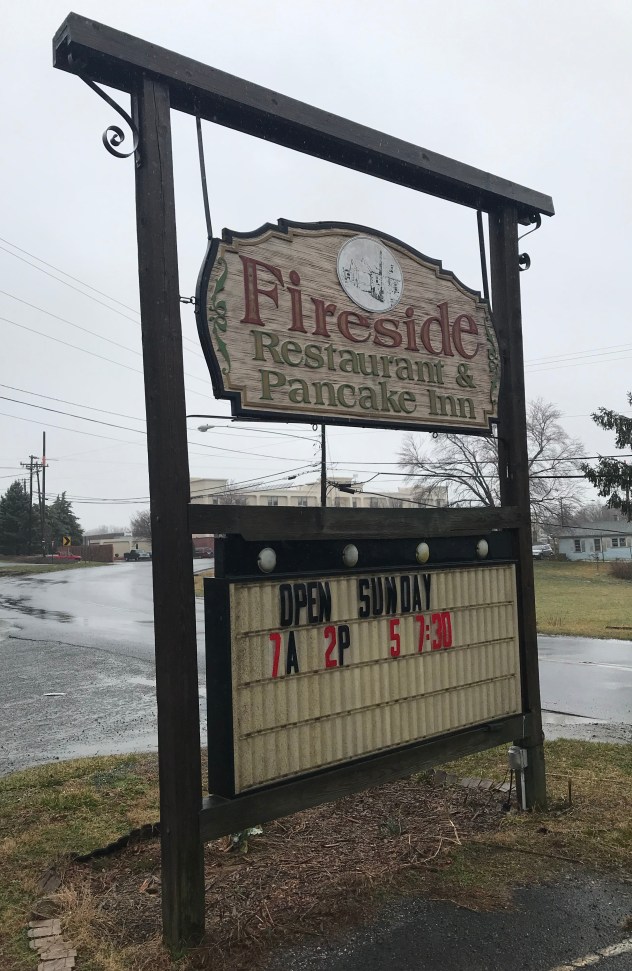 Fireside
Restaurant &
Pancake Inn
OPEN SUNDAY
7A 2P 5 7:30